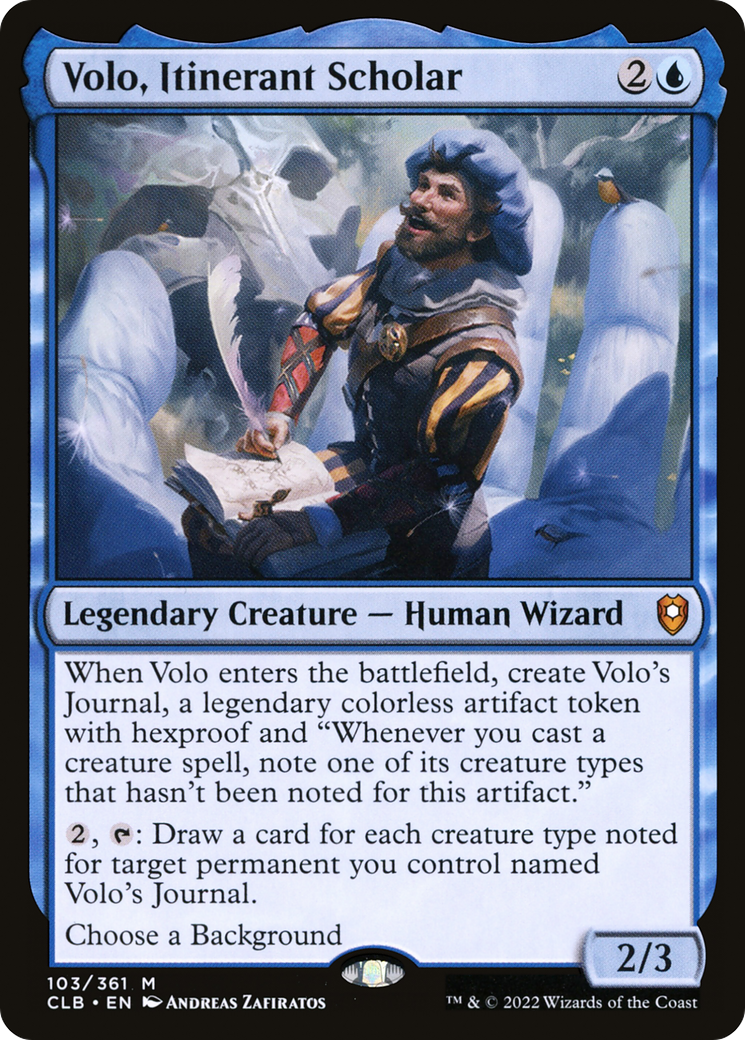 Volo, Itinerant Scholar 2
Legendary Creature — Human Wizard
When Volo enters the battlefield, create Volo's
Journal, a legendary colorless artifact token
with hexproof and “Whenever you cast a
creature spell, note one of its creature types
that hasn't been noted for this artifact.”
2, : Draw a card for each creature type noted
for target permanent you control named
Volo's Journal.
Choose a Background
2/3
103/361 M
CLB • EN Andreas Zafiratos
™ & © 2022 Wizards of the Coast